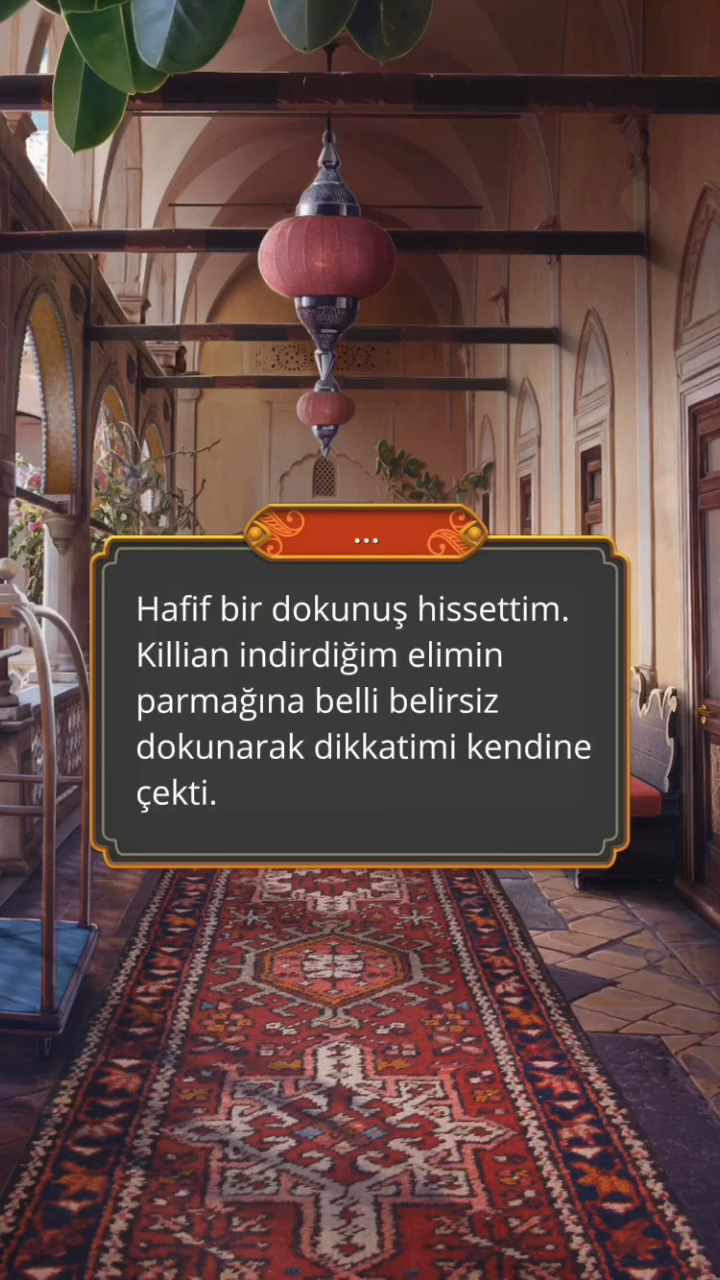 ...
Hafif bir dokunuş hissettim.
Killian indirdiğim elimin
parmağına belli belirsiz
dokunarak dikkatimi kendine
çekti.